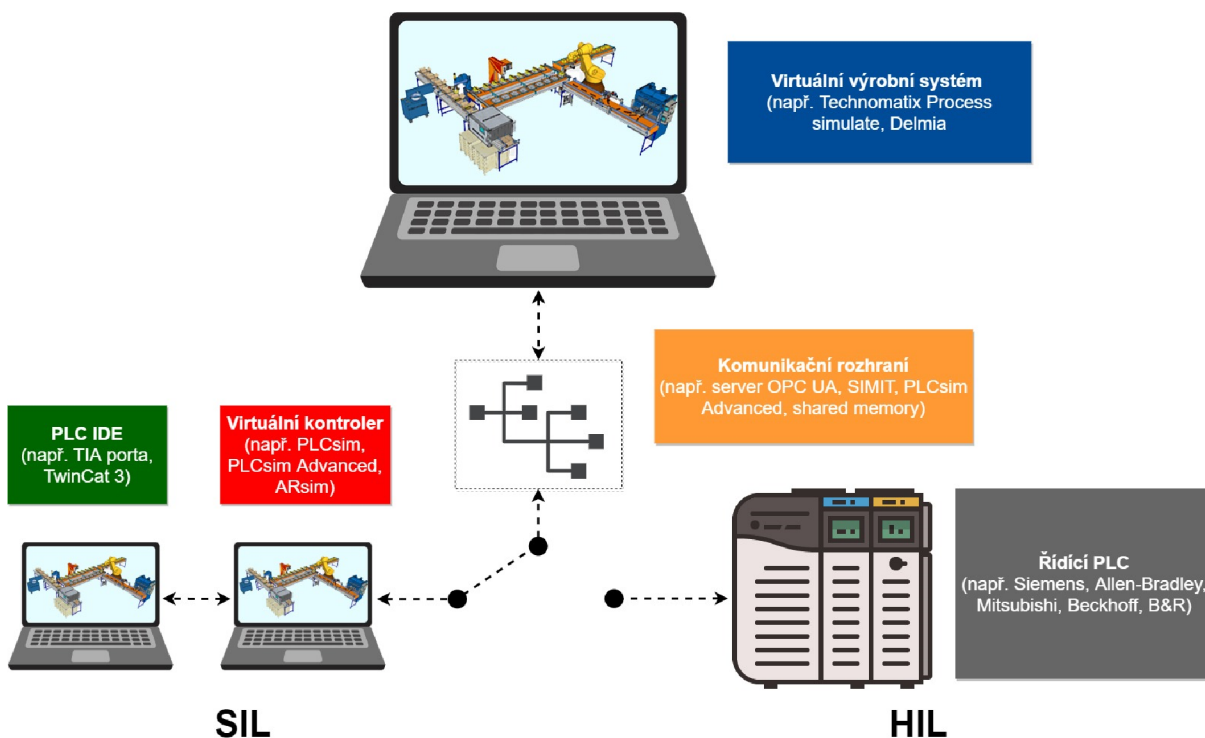 Virtuální výrobní systém
(např. Technomatix Process
simulate, Delmia
Komunikační rozhraní
(např. server OPC UA, SIMIT, PLCsim
Advanced, shared memory)
PLC IDE
(např. TIA porta,
TwinCat 3)
Virtuální kontroler
(např. PLCsim,
PLCsim Advanced,
ARsim)
Řídící PLC
(např. Siemens, Allen-Bradley,
Mitsubishi, Beckhoff, B&R)
SIL
HIL